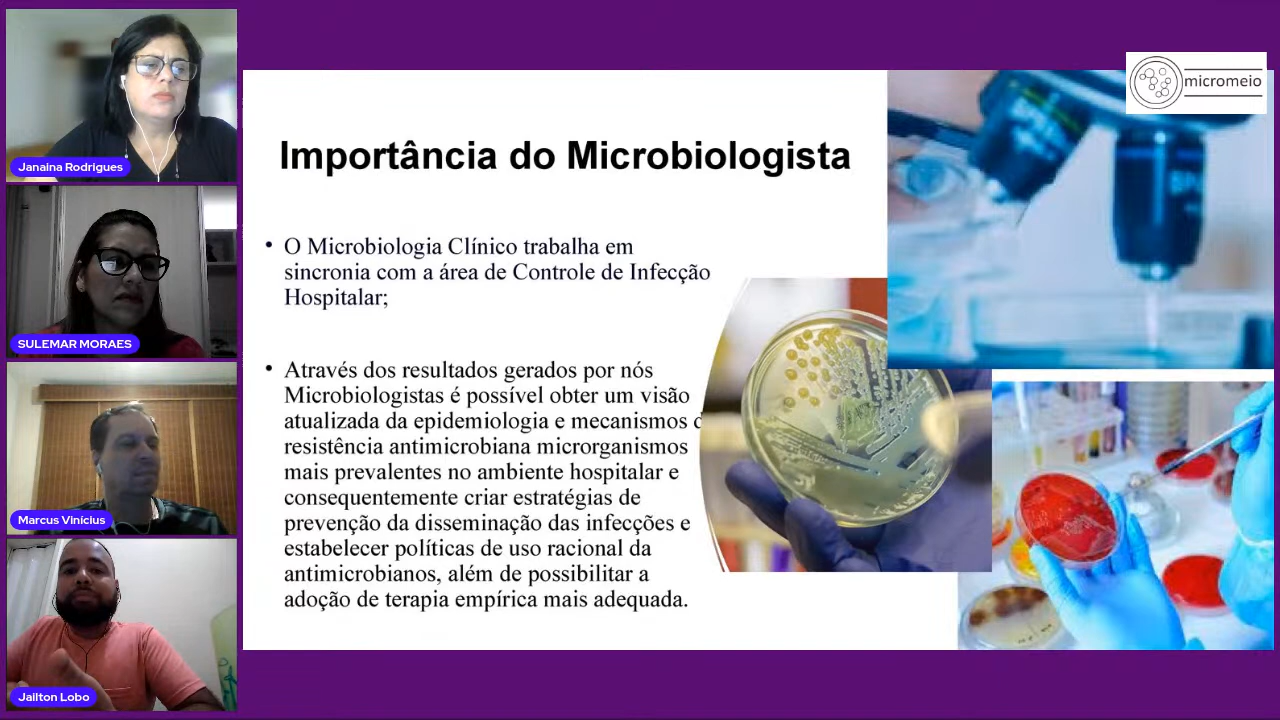 Janaina Rodrigues
SULEMAR MORAES
Marcus Vinícius
Jailton Lobo
micromeio
Importância do Microbiologista
• O Microbiologia Clínico trabalha em
sincronia com a área de Controle de Infecção
Hospitalar;
• Através dos resultados gerados por nós
Microbiologistas é possível obter um visão
atualizada da epidemiologia e mecanismos d
resistência antimicrobiana microrganismos
mais prevalentes no ambiente hospitalar e
consequentemente criar estratégias de
prevenção da disseminação das infecções e
estabelecer políticas de uso racional da
antimicrobianos, além de possibilitar a
adoção de terapia empírica mais adequada.